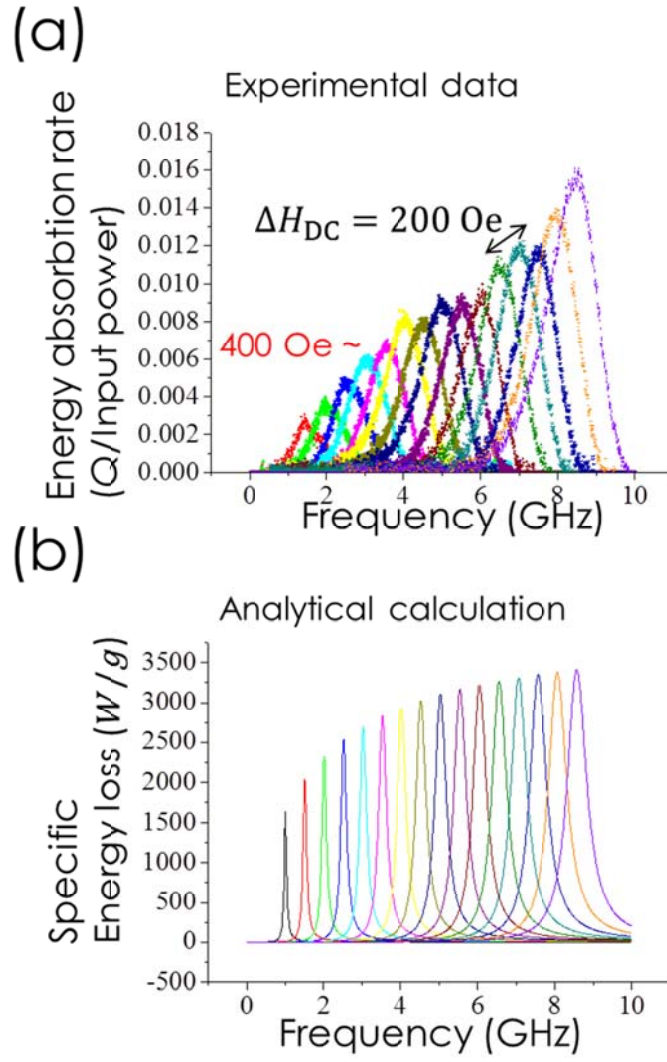 (a)
Experimental data
Energy absorbtion rate
(Q/Input power)
0.018
0.016
0.014
0.012
0.010
0.008
0.006
0.004
0.002
0.000
ΔH_DC = 200 Oe
400 Oe ~
0 2 4 6 8 10
Frequency (GHz)
(b)
Analytical calculation
Specific
Energy loss (W/g)
3500
3000
2500
2000
1500
1000
500
0
-500
0 2 4 6 8 10
Frequency (GHz)